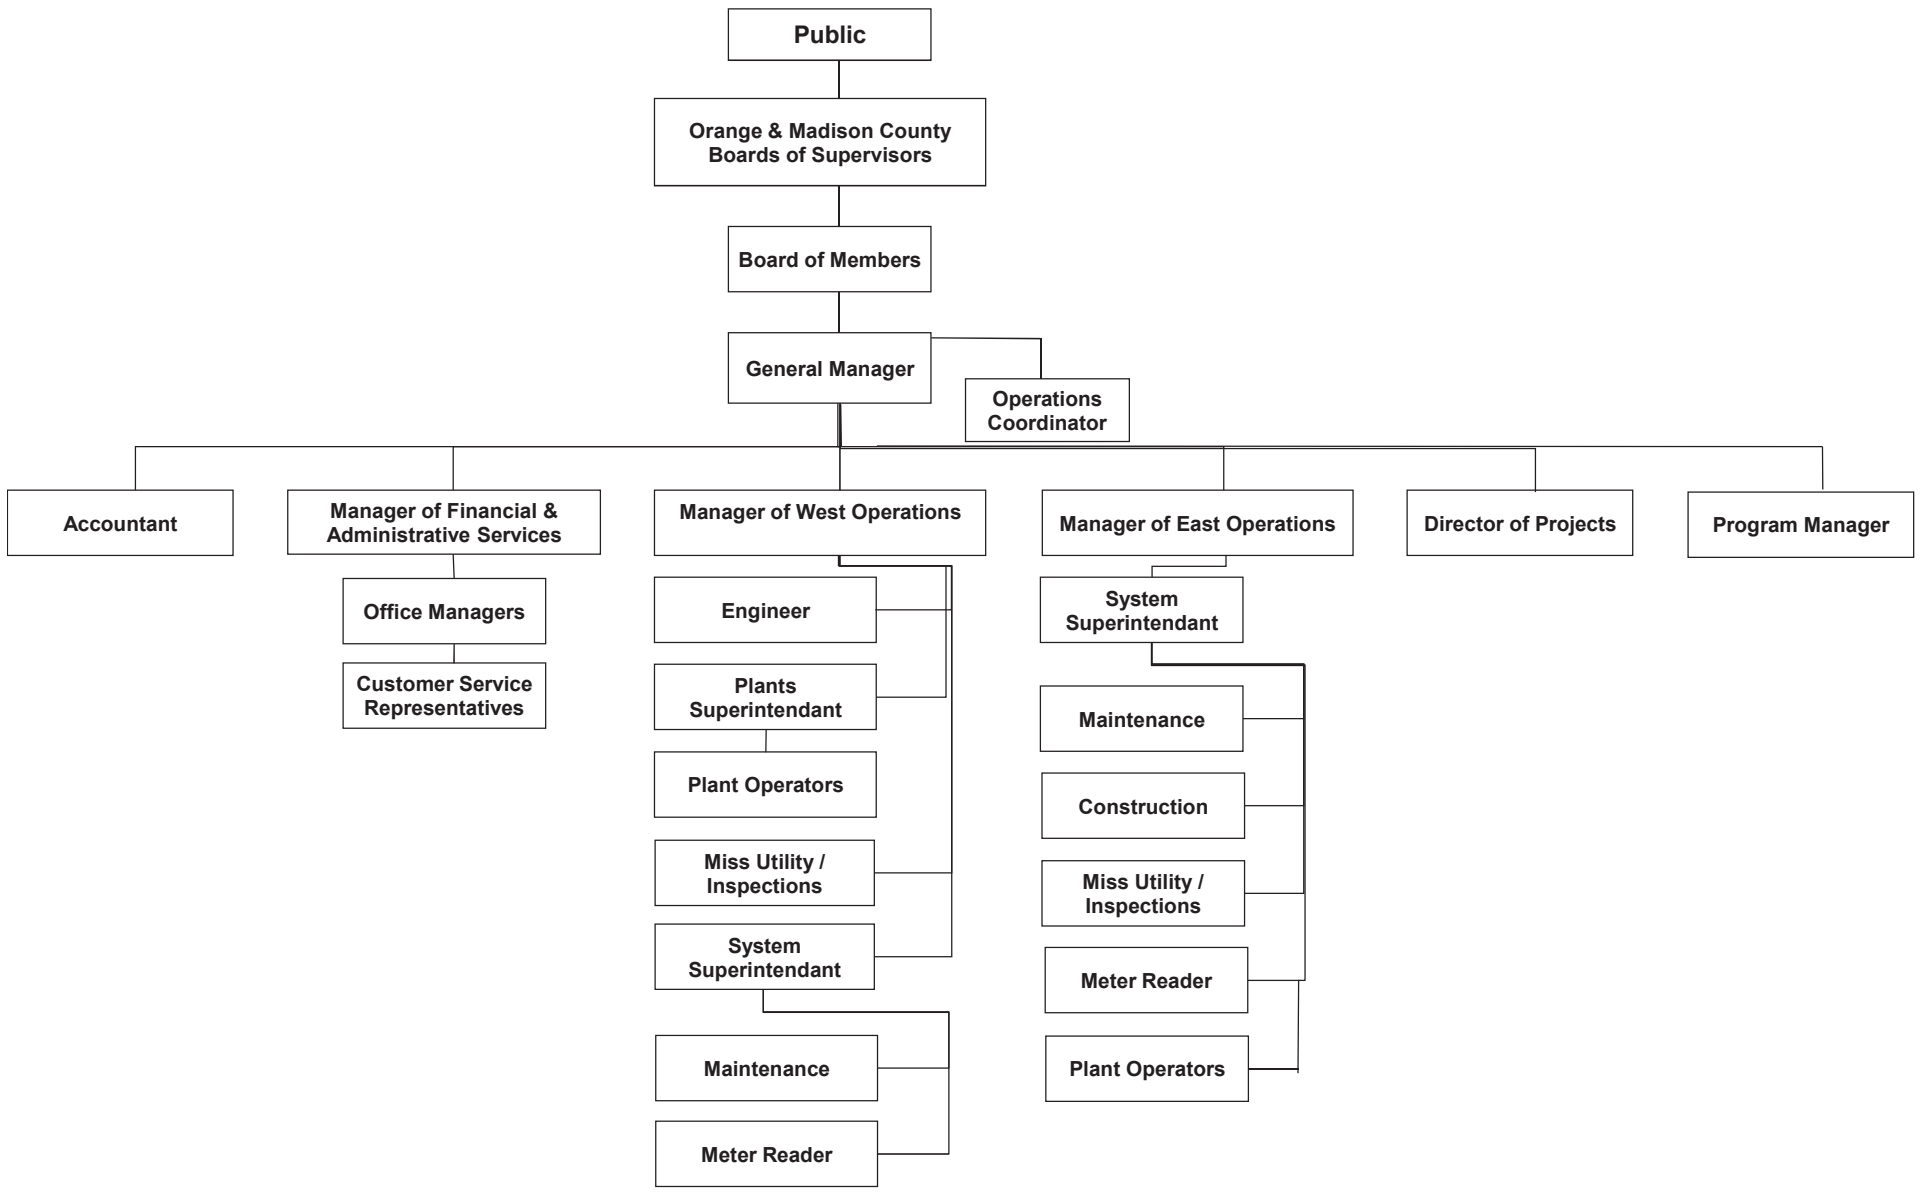 Public
Orange & Madison County
Boards of Supervisors
Board of Members
General Manager
Operations
Coordinator
Accountant
Manager of Financial &
Administrative Services
Manager of West Operations
Manager of East Operations
Director of Projects
Program Manager
Office Managers
Customer Service
Representatives
Engineer
Plants
Superintendant
Plant Operators
Miss Utility /
Inspections
System
Superintendant
Maintenance
Meter Reader
System
Superintendant
Maintenance
Construction
Miss Utility /
Inspections
Meter Reader
Plant Operators